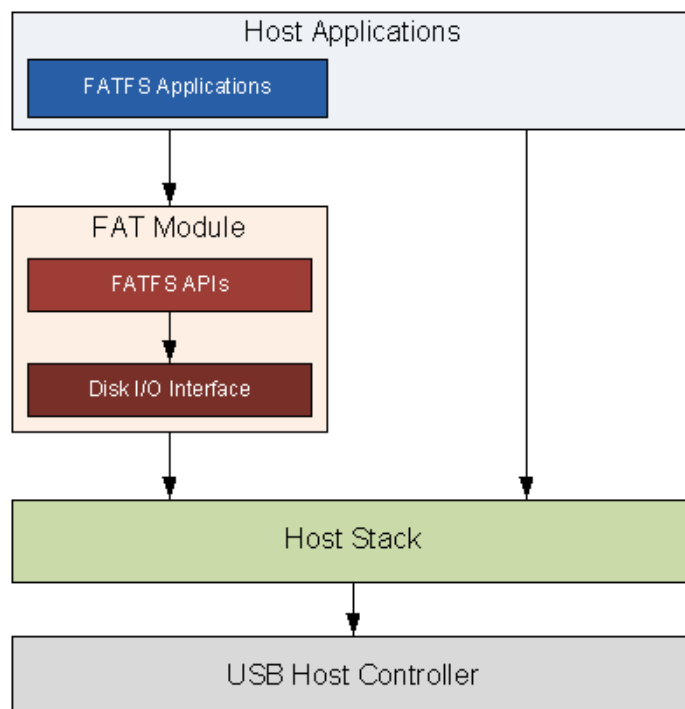 Host Applications
FATFS Applications
FAT Module
FATFS APIs
Disk I/O Interface
Host Stack
USB Host Controller